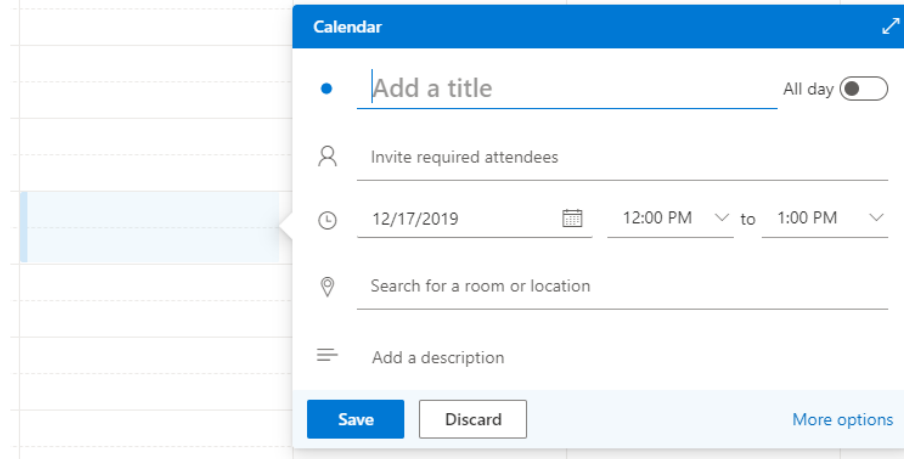 Calendar
Add a title All day
Invite required attendees
12/17/2019 12:00 PM to 1:00 PM
Search for a room or location
Add a description
Save Discard More options